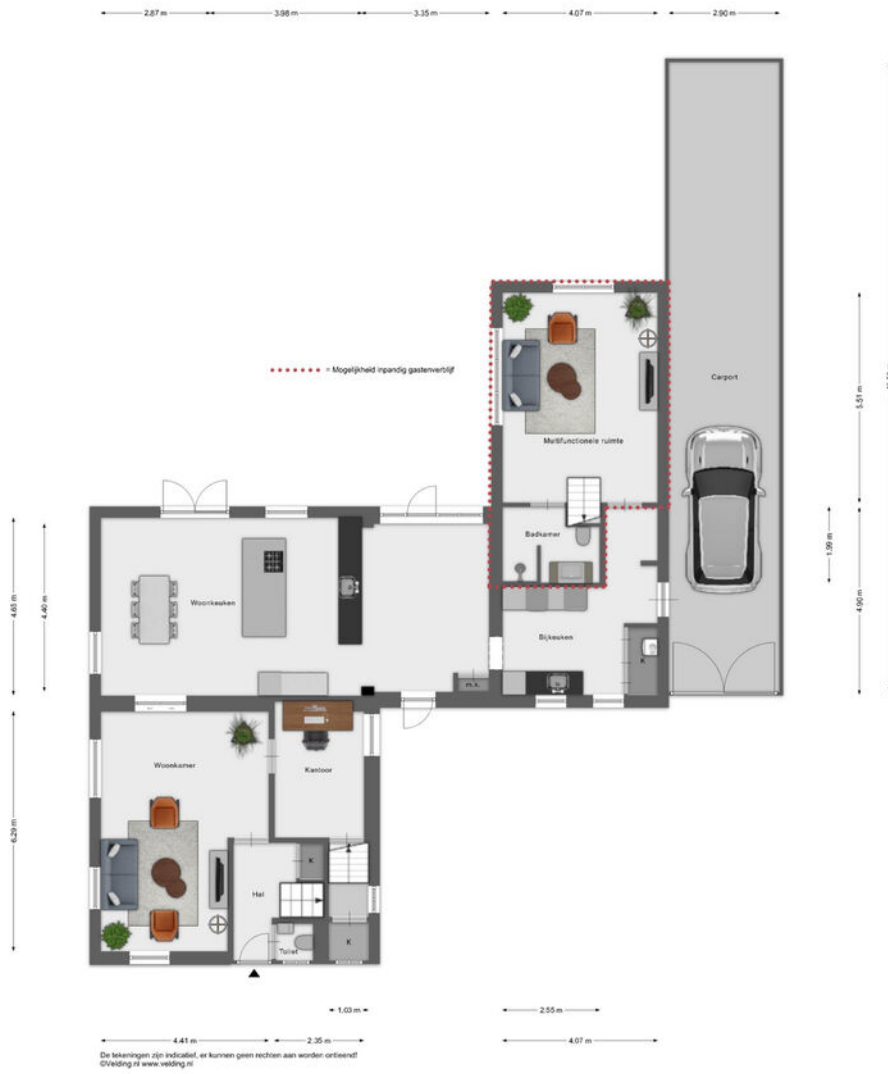 2.87 m
3.98 m
3.35 m
4.07 m
2.90 m
= Mogelijkheid inpandig gastenverblijf
Carport
5.51 m
Multifunctionele ruimte
Badkamer
1.99 m
4.65 m
4.40 m
Woonkeuken
4.90 m
Bijkeuken
K
m.k.
Woonkamer
Kantoor
6.29 m
K
Hal
K
Toilet
1.03 m
2.55 m
4.41 m
2.35 m
4.07 m
De tekeningen zijn indicatief, er kunnen geen rechten aan worden ontleend!
©Velding.nl www.velding.nl